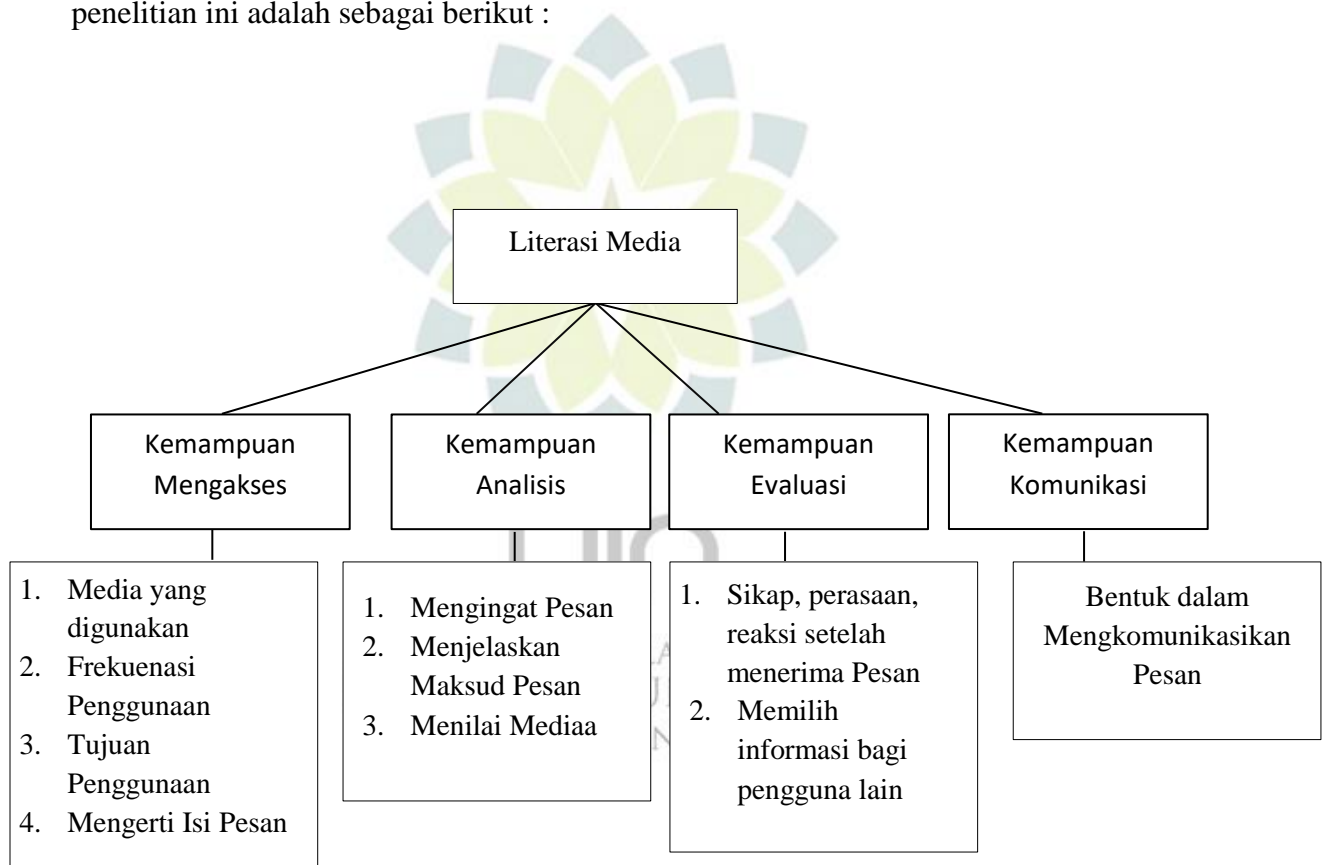 penelitian ini adalah sebagai berikut :
Literasi Media
Kemampuan
Mengakses
Kemampuan
Analisis
Kemampuan
Evaluasi
Kemampuan
Komunikasi
1. Media yang
digunakan
2. Frekuenasi
Penggunaan
3. Tujuan
Penggunaan
4. Mengerti Isi Pesan
1. Mengingat Pesan
2. Menjelaskan
Maksud Pesan
3. Menilai Mediaa
1. Sikap, perasaan,
reaksi setelah
menerima Pesan
2. Memilih
informasi bagi
pengguna lain
Bentuk dalam
Mengkomunikasikan
Pesan